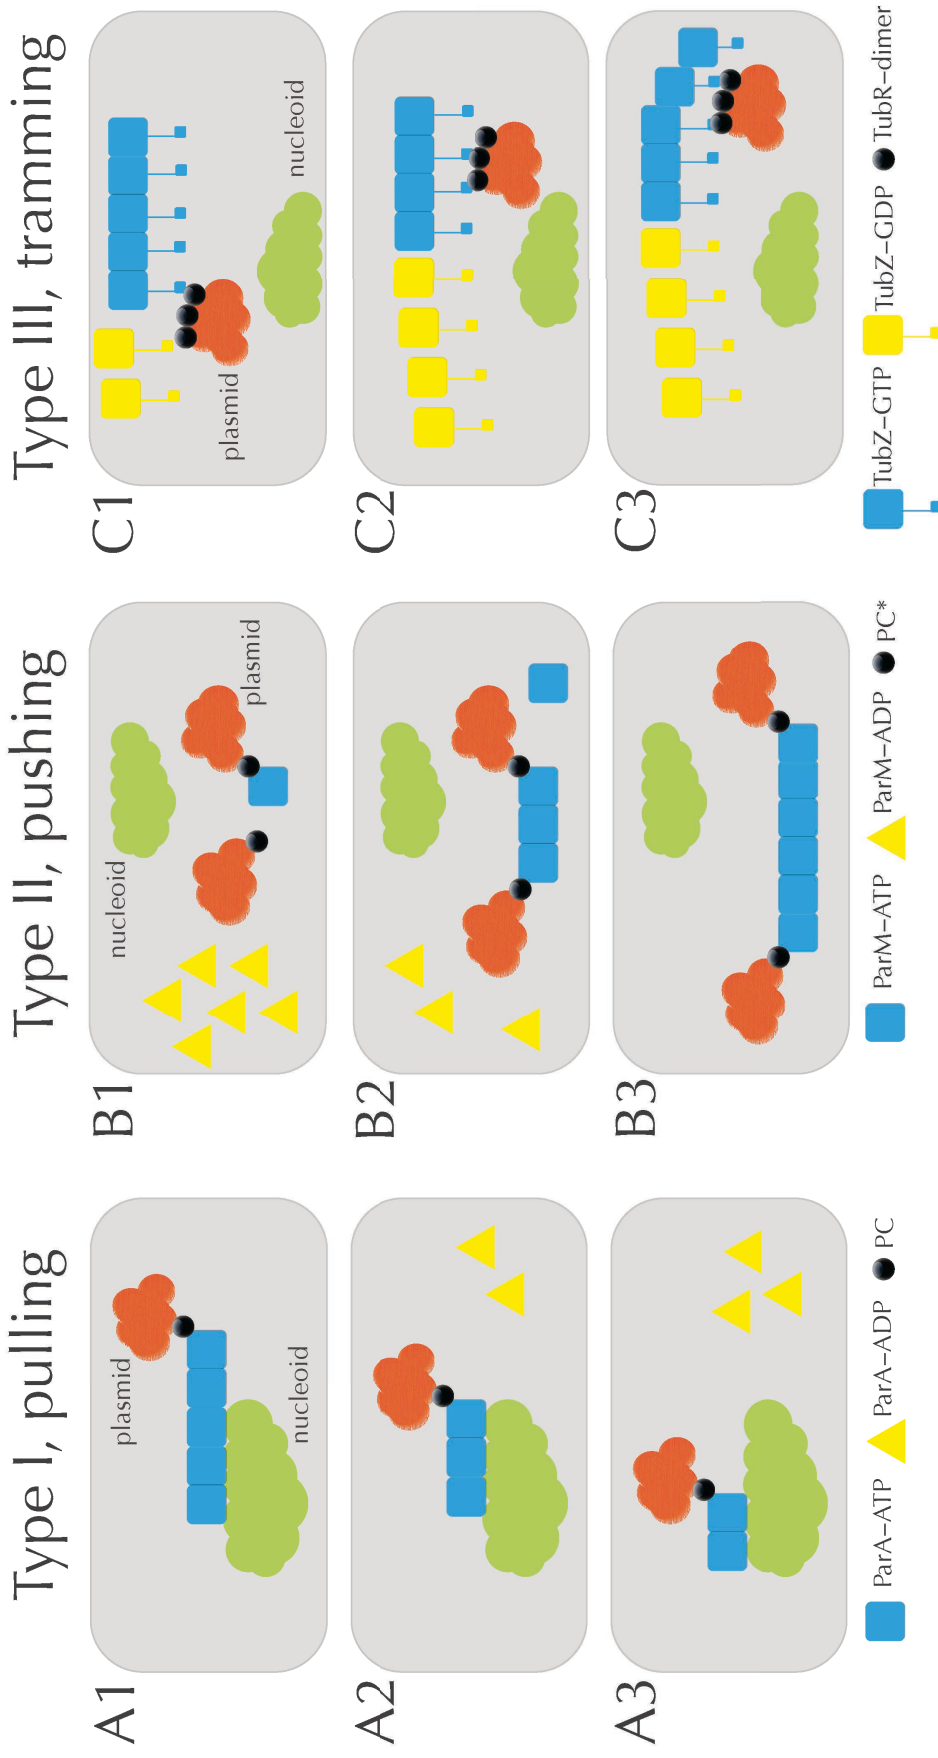 Type I, pulling
A1
plasmid
nucleoid
A2
A3
ParA–ATP
ParA–ADP
PC
Type II, pushing
B1
nucleoid
plasmid
B2
B3
ParM–ATP
ParM–ADP
PC*
Type III, tramming
C1
plasmid
nucleoid
C2
C3
TubZ–GTP
TubZ–GDP
TubR–dimer